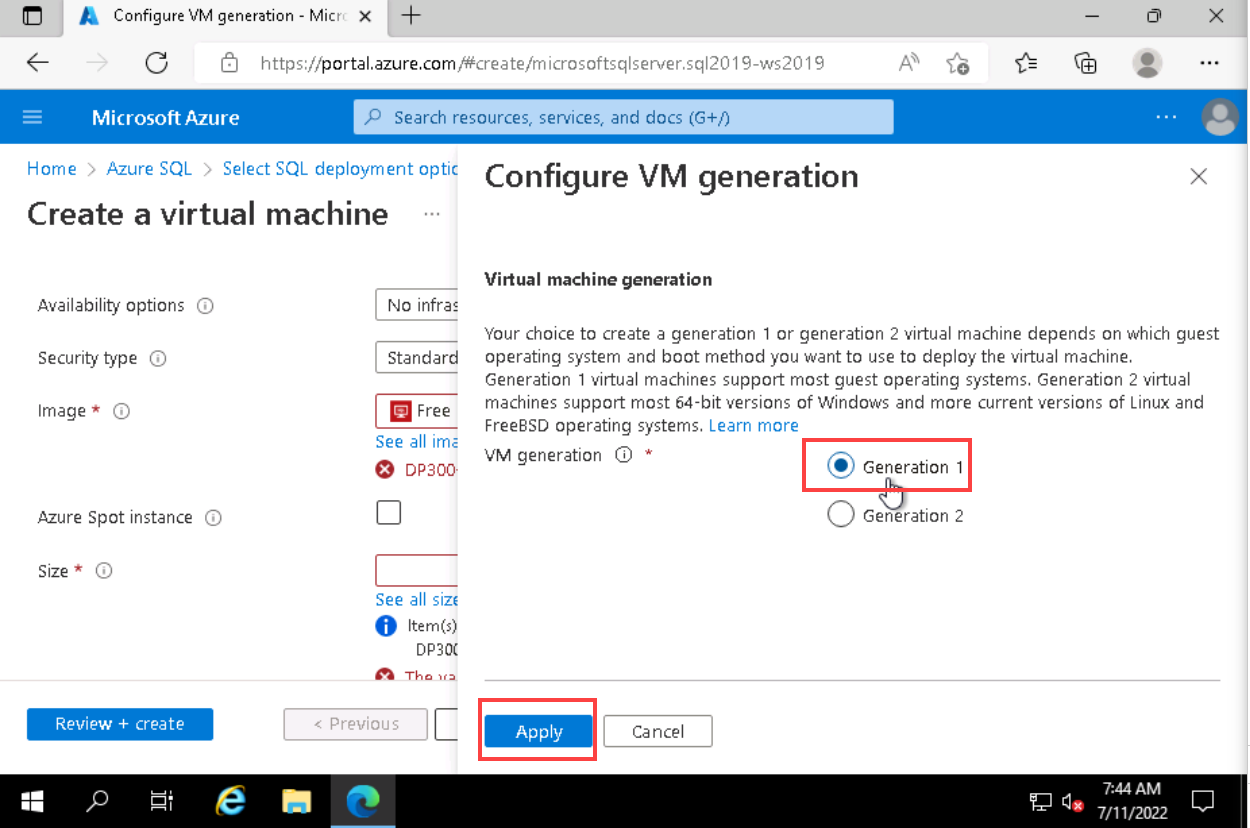 Configure VM generation - Micro
https://portal.azure.com/#create/microsoftsqlserver.sql2019-ws2019
Microsoft Azure
Search resources, services, and docs (G+/)
Home > Azure SQL > Select SQL deployment optio
Create a virtual machine
Availability options
No infras
Security type
Standard
Image *
Free
See all ima
DP300-
Azure Spot instance
Size *
See all size
Item(s)
DP300
The va
Review + create
< Previous
Configure VM generation
Virtual machine generation
Your choice to create a generation 1 or generation 2 virtual machine depends on which guest
operating system and boot method you want to use to deploy the virtual machine.
Generation 1 virtual machines support most guest operating systems. Generation 2 virtual
machines support most 64-bit versions of Windows and more current versions of Linux and
FreeBSD operating systems. Learn more
VM generation *
Generation 1
Generation 2
Apply
Cancel
7:44 AM
7/11/2022